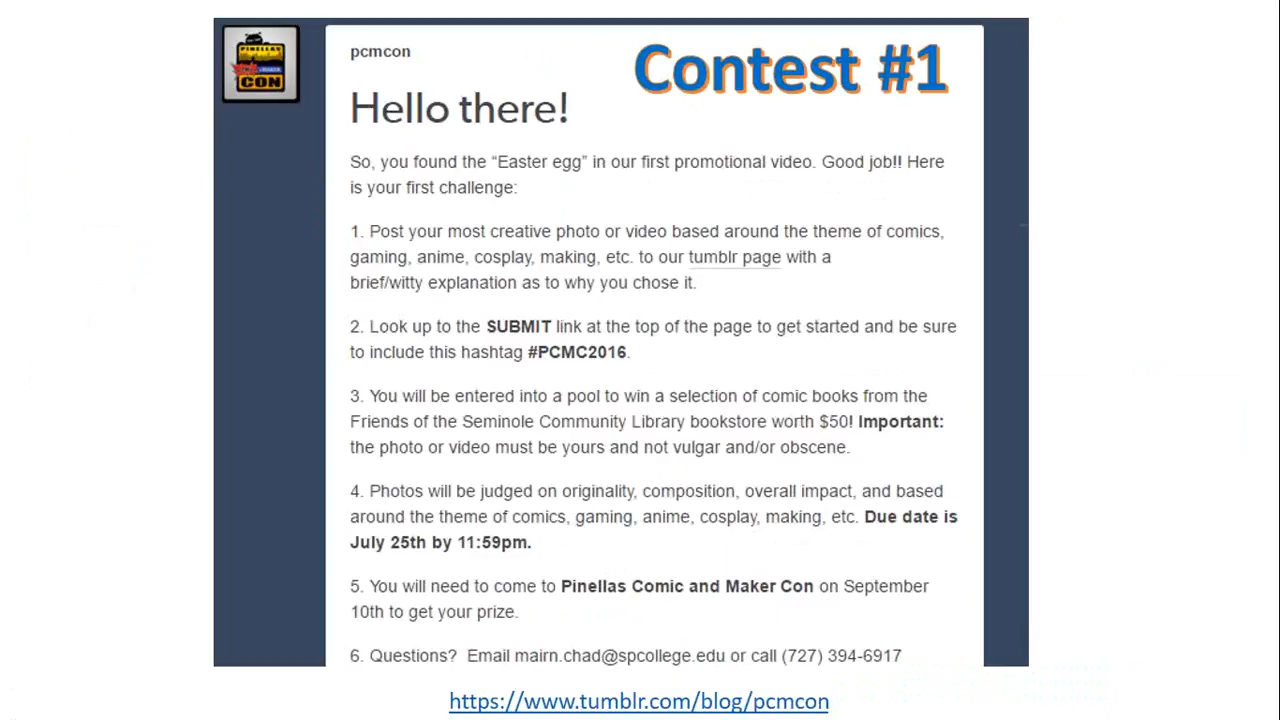 PINELLAS
CON
pcmcon
Contest #1
Hello there!
So, you found the “Easter egg” in our first promotional video. Good job!! Here
is your first challenge:
1. Post your most creative photo or video based around the theme of comics,
gaming, anime, cosplay, making, etc. to our tumblr page with a
brief/witty explanation as to why you chose it.
2. Look up to the SUBMIT link at the top of the page to get started and be sure
to include this hashtag #PCMC2016.
3. You will be entered into a pool to win a selection of comic books from the
Friends of the Seminole Community Library bookstore worth $50! Important:
the photo or video must be yours and not vulgar and/or obscene.
4. Photos will be judged on originality, composition, overall impact, and based
around the theme of comics, gaming, anime, cosplay, making, etc. Due date is
July 25th by 11:59pm.
5. You will need to come to Pinellas Comic and Maker Con on September
10th to get your prize.
6. Questions?  Email mairn.chad@spcollege.edu or call (727) 394-6917
https://www.tumblr.com/blog/pcmcon